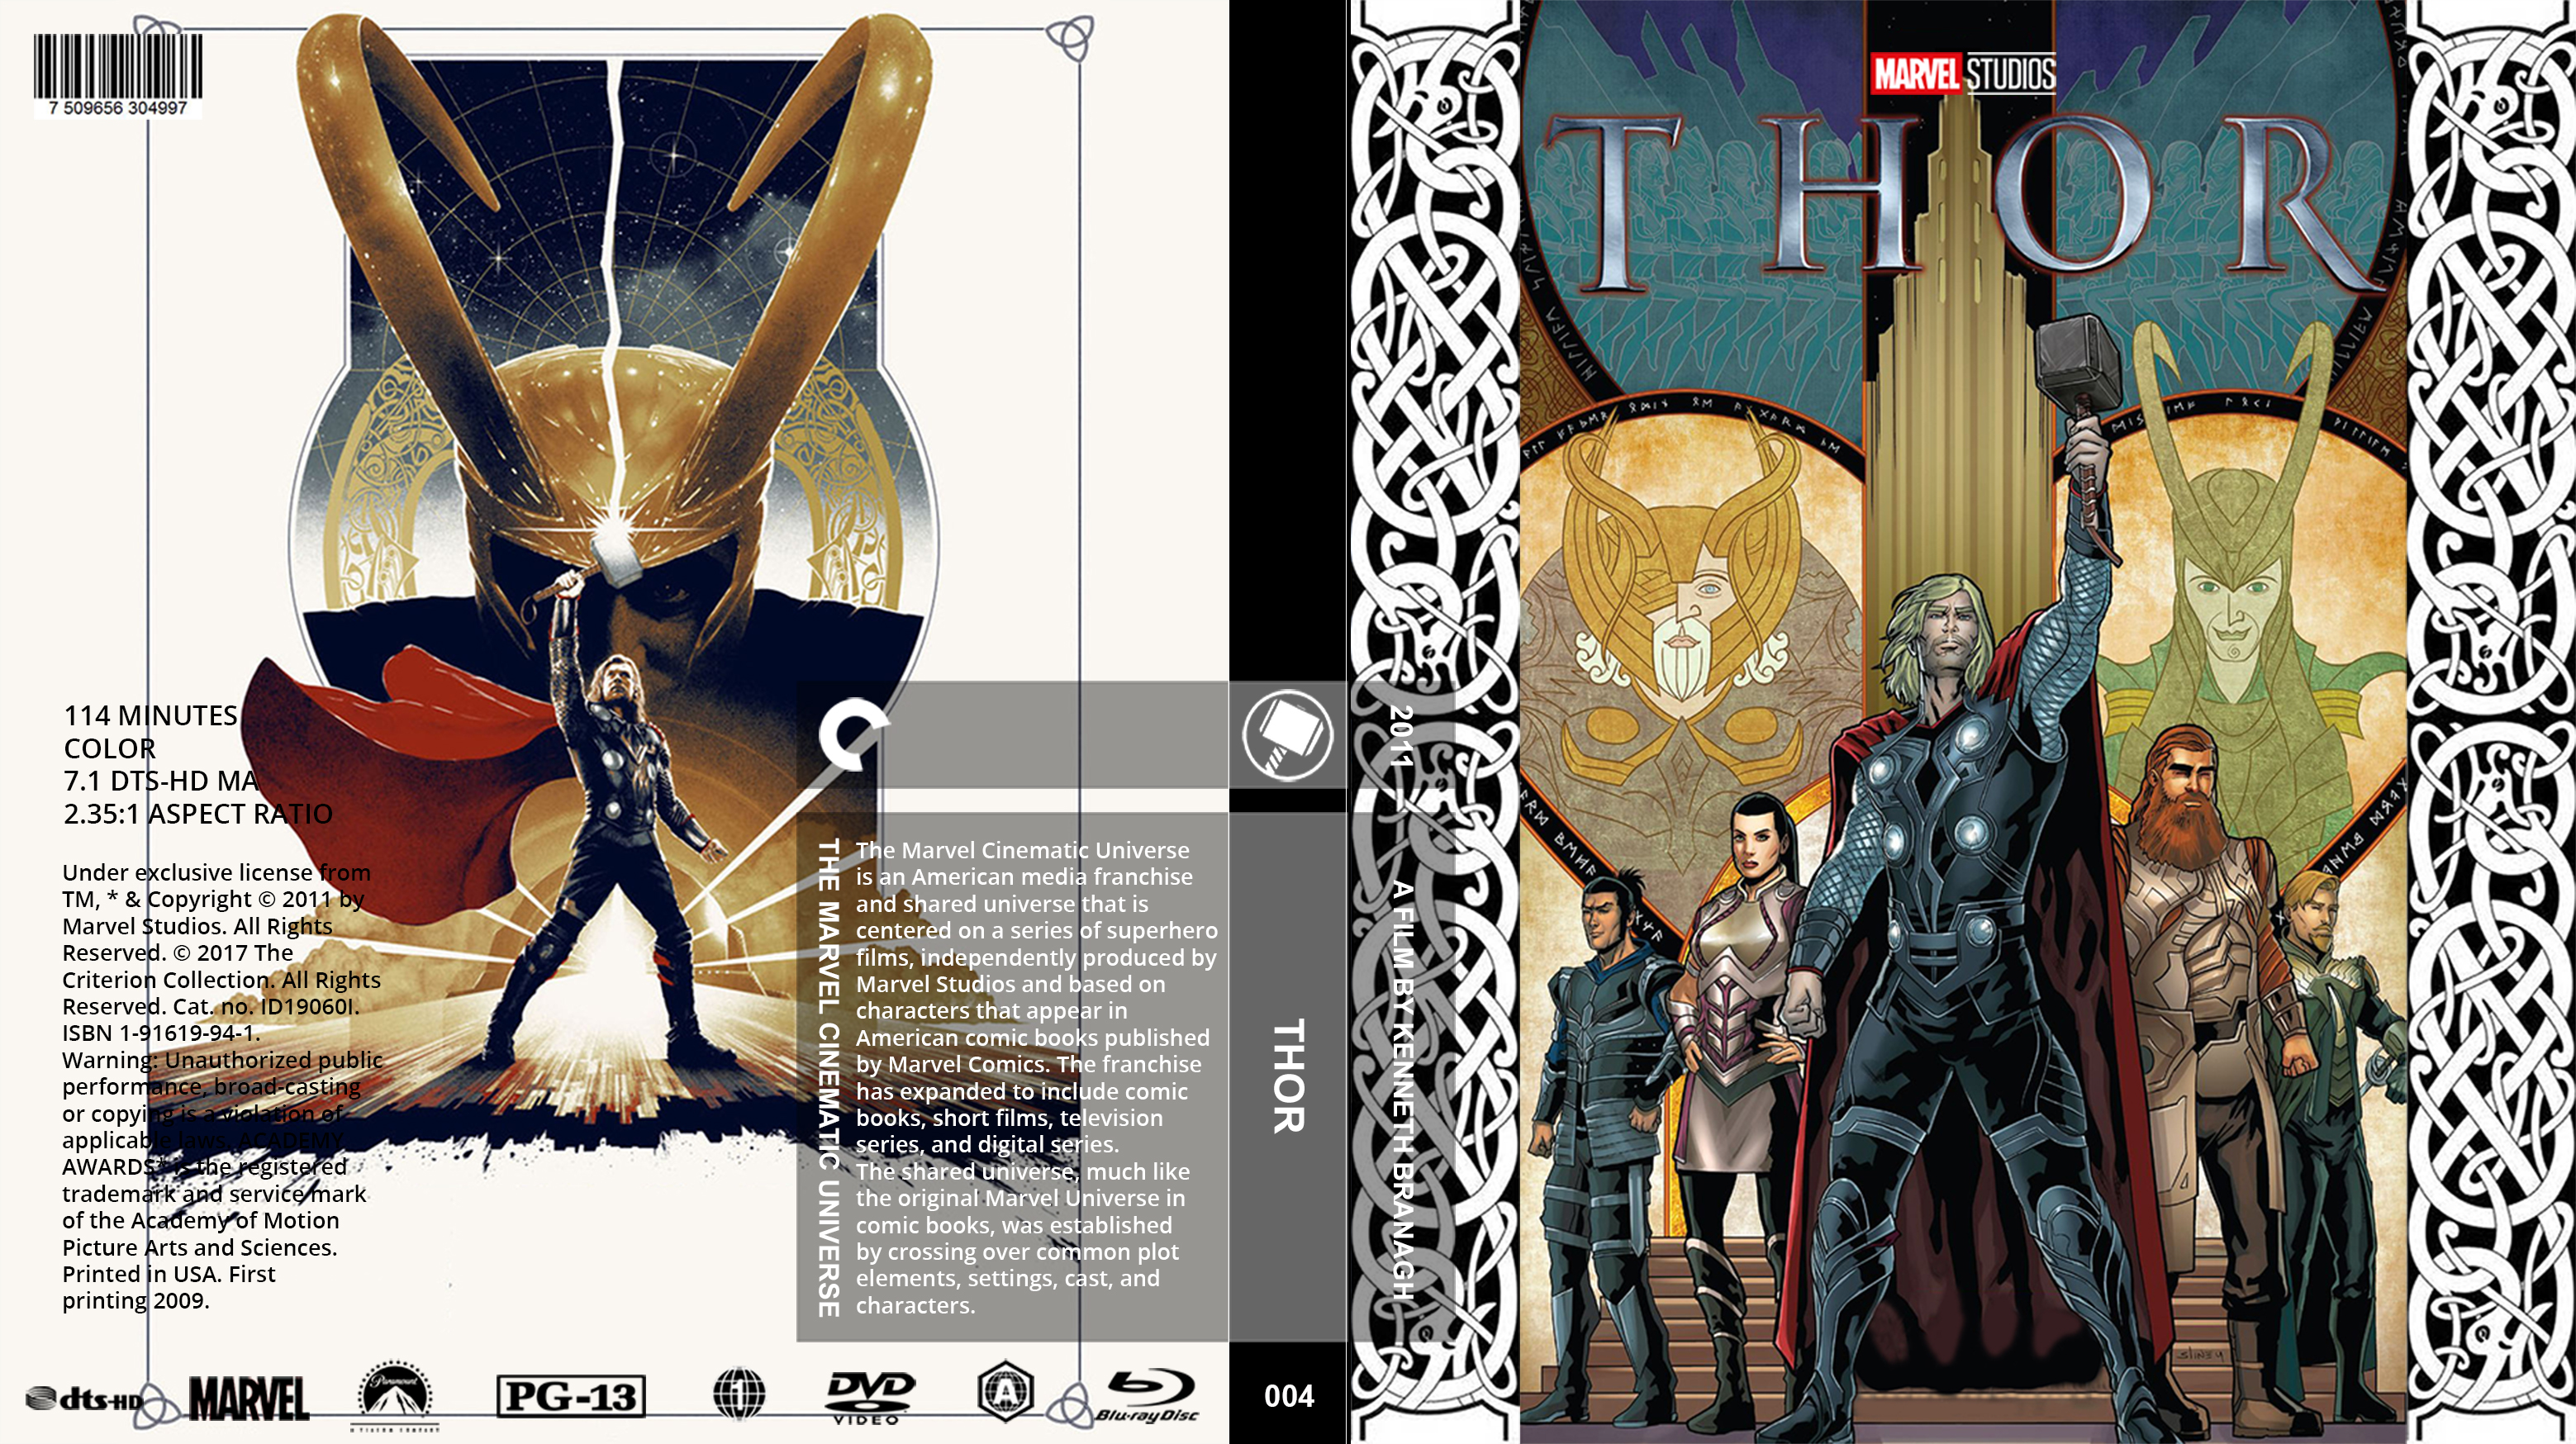 7 509656 304997
114 MINUTES
COLOR
7.1 DTS-HD MA
2.35:1 ASPECT RATIO
Under exclusive license from
TM, * & Copyright © 2011 by
Marvel Studios. All Rights
Reserved. © 2017 The
Criterion Collection. All Rights
Reserved. Cat. no. ID19060I.
ISBN 1-91619-94-1.
Warning: Unauthorized public
performance, broad-casting
or copying is a violation of
applicable laws. ACADEMY
AWARDS® is the registered
trademark and service mark
of the Academy of Motion
Picture Arts and Sciences.
Printed in USA. First
printing 2009.
THE MARVEL CINEMATIC UNIVERSE
The Marvel Cinematic Universe
is an American media franchise
and shared universe that is
centered on a series of superhero
films, independently produced by
Marvel Studios and based on
characters that appear in
American comic books published
by Marvel Comics. The franchise
has expanded to include comic
books, short films, television
series, and digital series.
The shared universe, much like
the original Marvel Universe in
comic books, was established
by crossing over common plot
elements, settings, cast, and
characters.
dts-HD
MARVEL
Paramount
PG-13
1
DVD
VIDEO
A
Blu-ray Disc
THOR
004
2011
A FILM BY KENNETH BRANAGH
MARVEL STUDIOS
THOR